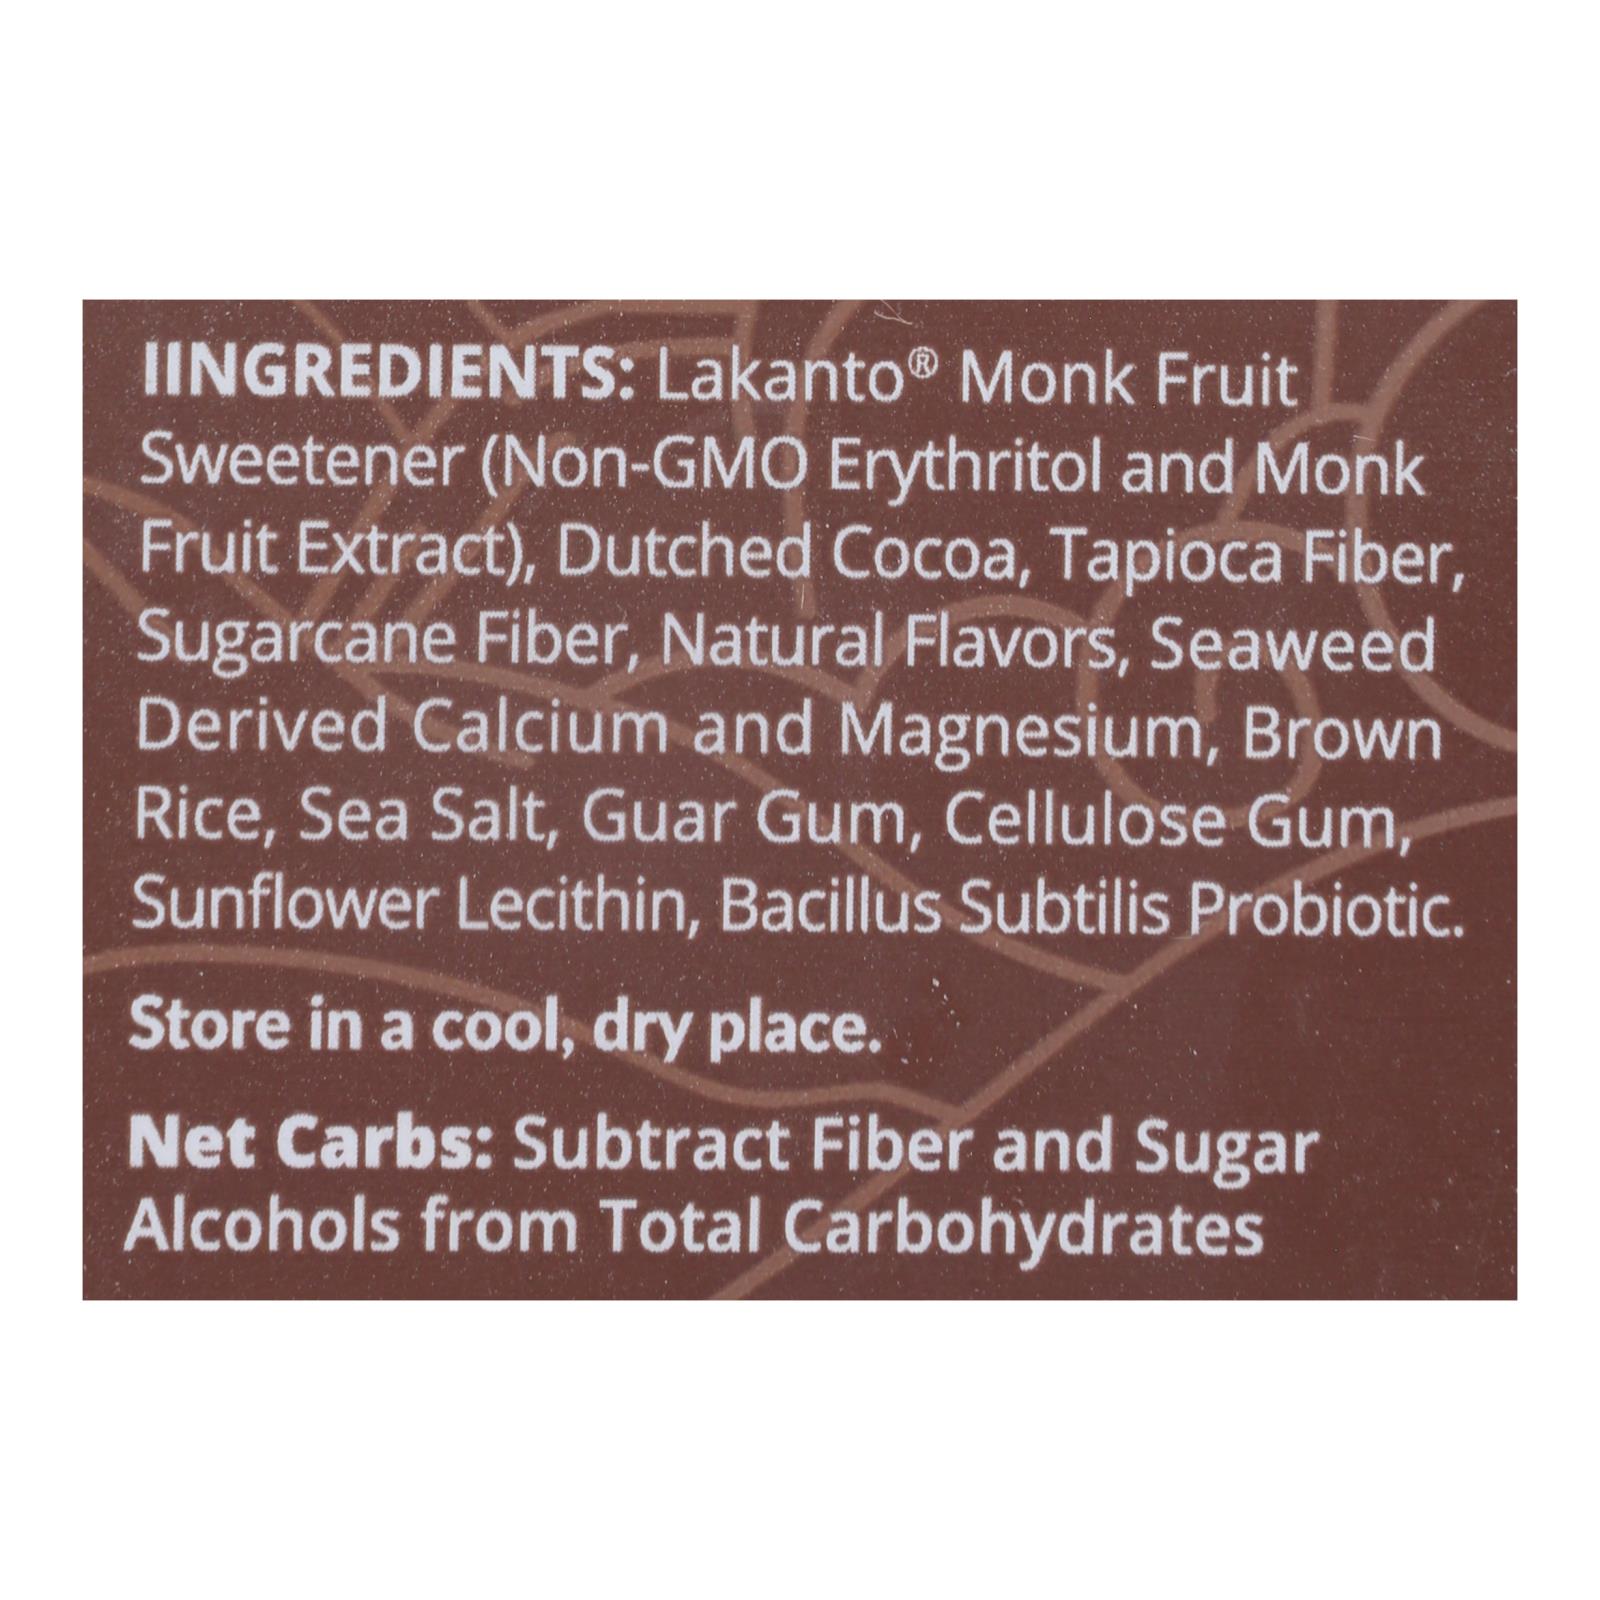 IINGREDIENTS: Lakanto® Monk Fruit
Sweetener (Non-GMO Erythritol and Monk
Fruit Extract), Dutched Cocoa, Tapioca Fiber,
Sugarcane Fiber, Natural Flavors, Seaweed
Derived Calcium and Magnesium, Brown
Rice, Sea Salt, Guar Gum, Cellulose Gum,
Sunflower Lecithin, Bacillus Subtilis Probiotic.
Store in a cool, dry place.
Net Carbs: Subtract Fiber and Sugar
Alcohols from Total Carbohydrates